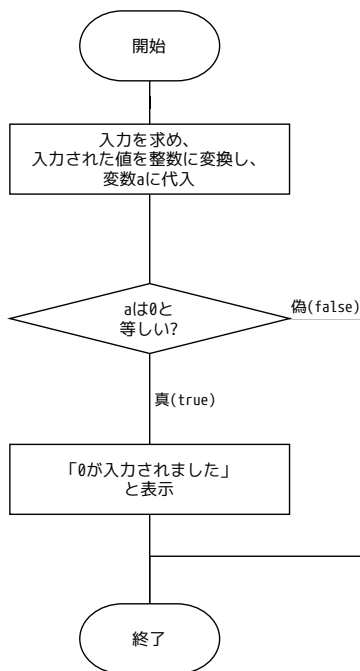 開始
入力を求め、
入力された値を整数に変換し、
変数aに代入
aは0と
等しい?
偽(false)
真(true)
「0が入力されました」
と表示
終了